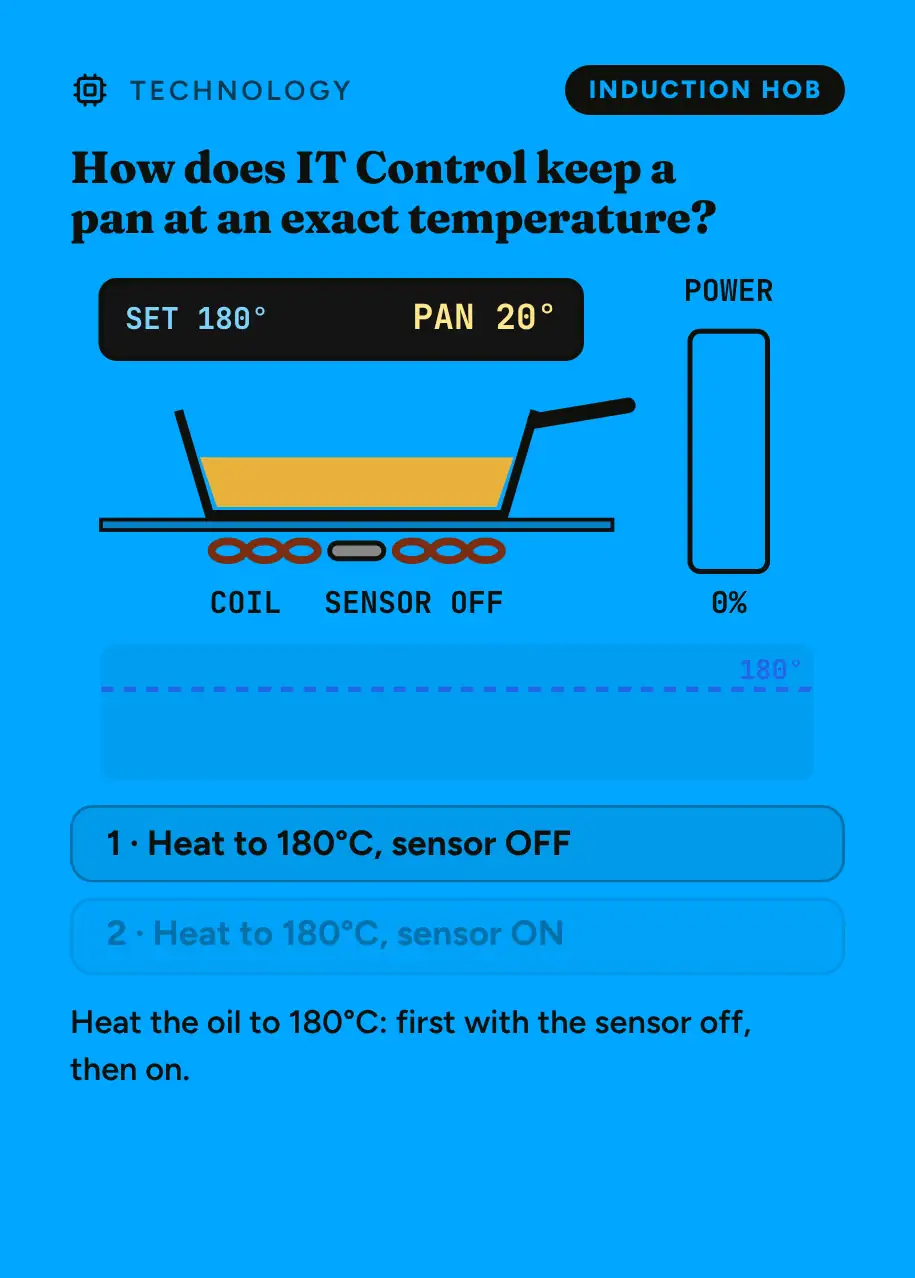 TECHNOLOGY
INDUCTION HOB
How does IT Control keep a
pan at an exact temperature?
SET 180°
PAN 20°
POWER
COIL
SENSOR OFF
0%
180°
1 · Heat to 180°C, sensor OFF
2 · Heat to 180°C, sensor ON
Heat the oil to 180°C: first with the sensor off,
then on.